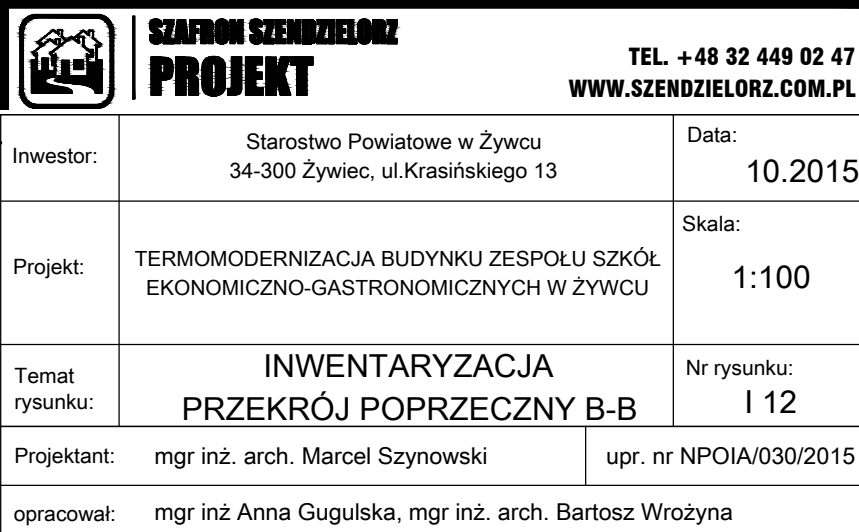 SZAFRON SZENDZIELORZ
PROJEKT
TEL. +48 32 449 02 47
WWW.SZENDZIELORZ.COM.PL
Inwestor:
Starostwo Powiatowe w Żywcu
34-300 Żywiec, ul.Krasińskiego 13
Data:
10.2015
Projekt:
TERMOMODERNIZACJA BUDYNKU ZESPOŁU SZKÓŁ
EKONOMICZNO-GASTRONOMICZNYCH W ŻYWCU
Skala:
1:100
Temat
rysunku:
INWENTARYZACJA
PRZEKRÓJ POPRZECZNY B-B
Nr rysunku:
I 12
Projektant:
mgr inż. arch. Marcel Szynowski
upr. nr NPOIA/030/2015
opracował:
mgr inż Anna Gugulska, mgr inż. arch. Bartosz Wrożyna